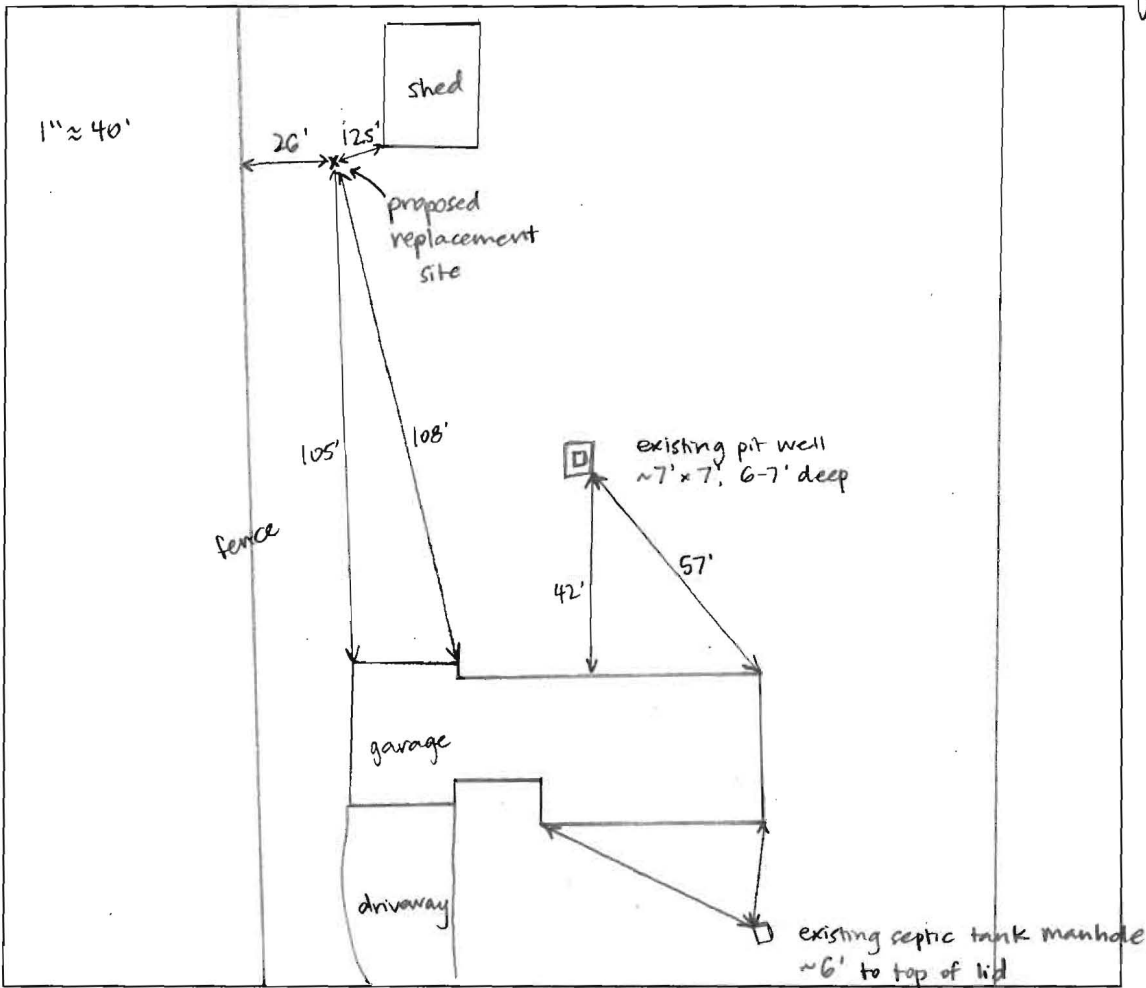 shed
1" ≈ 40'
26'
12.5'
proposed
replacement
site
105'
108'
existing pit well
~7' x 7', 6-7' deep
fence
57'
42'
garage
driveway
existing septic tank manhole
~6' to top of lid